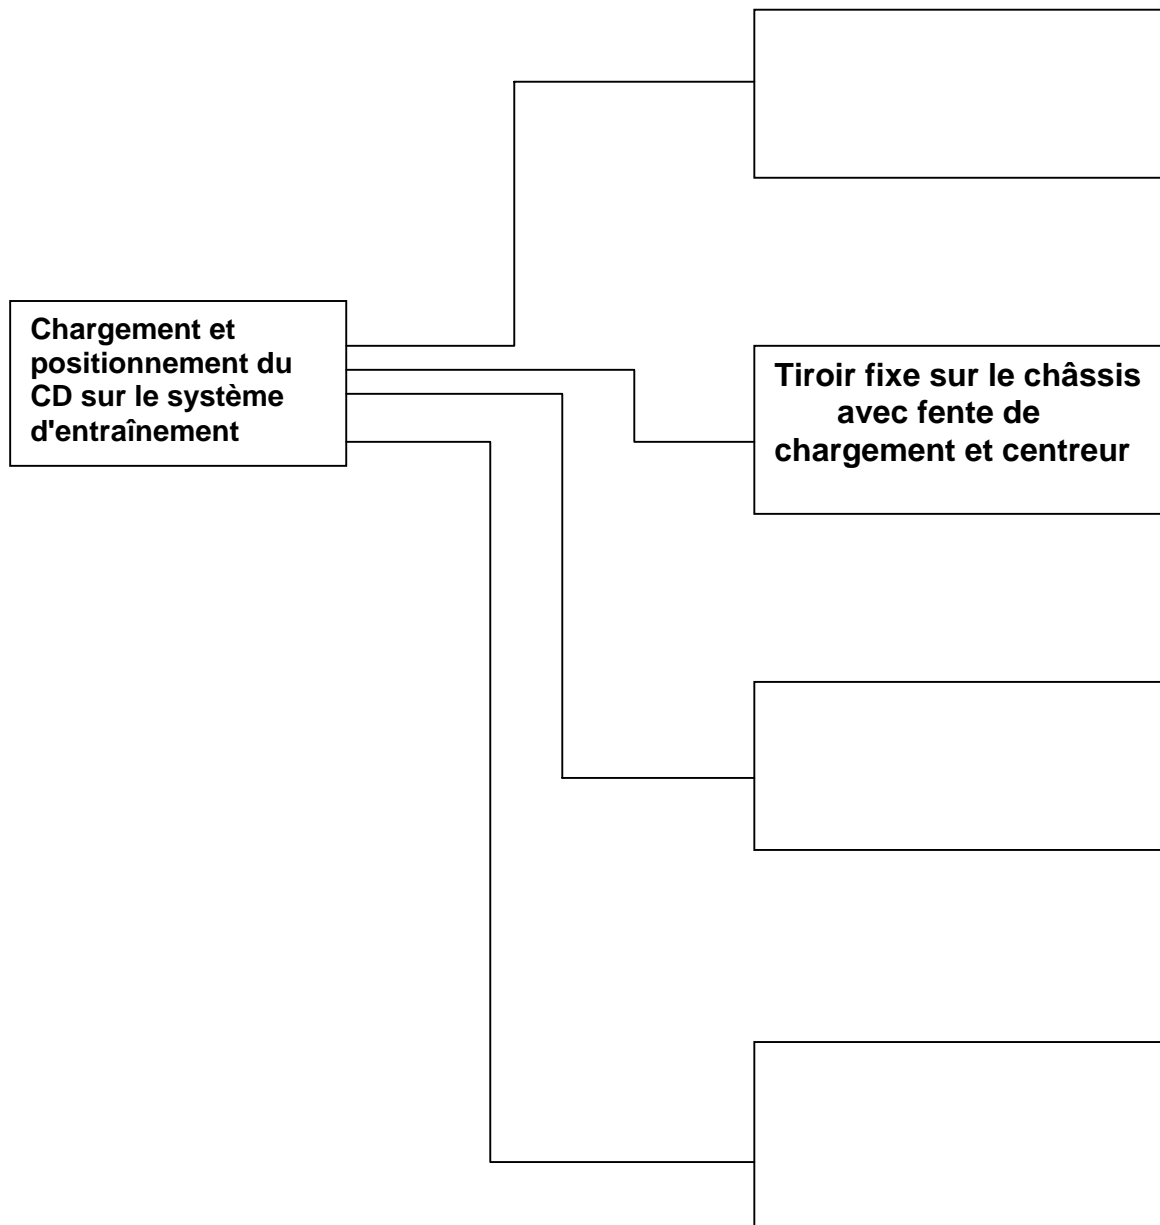 Chargement et
positionnement du
CD sur le système
d'entraînement
Tiroir fixe sur le châssis
avec fente de
chargement et centreur